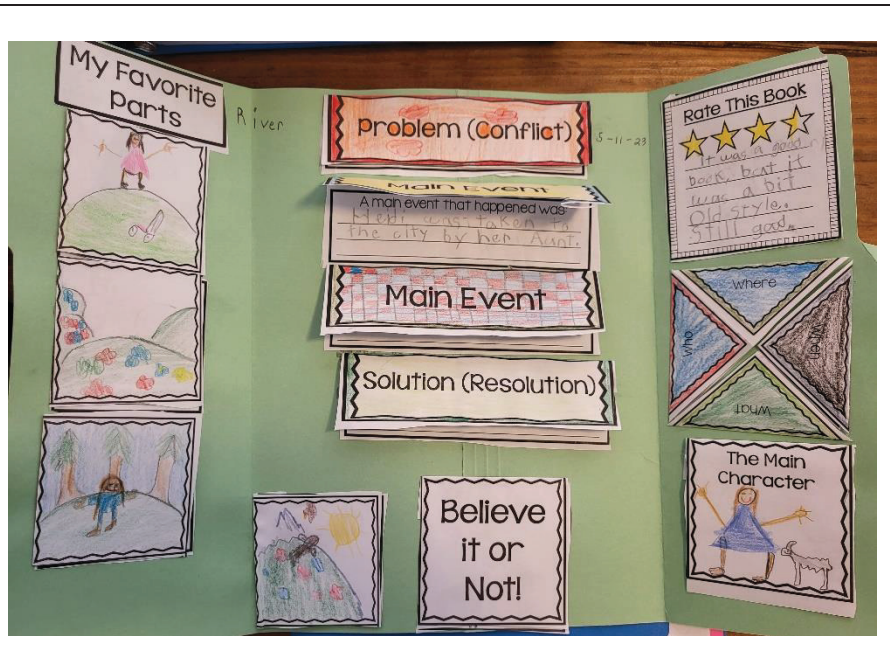 My Favorite
parts
River
Problem (Conflict)
5-11-23
Main Event
A main event that happened was:
Heidi was taken to
the city by her Aunt.
Main Event
Solution (Resolution)
Believe
it or
Not!
Rate This Book
It was a good
book but it
was a bit
Old style.
Still good.
Where
Who
When
What
The Main
Character